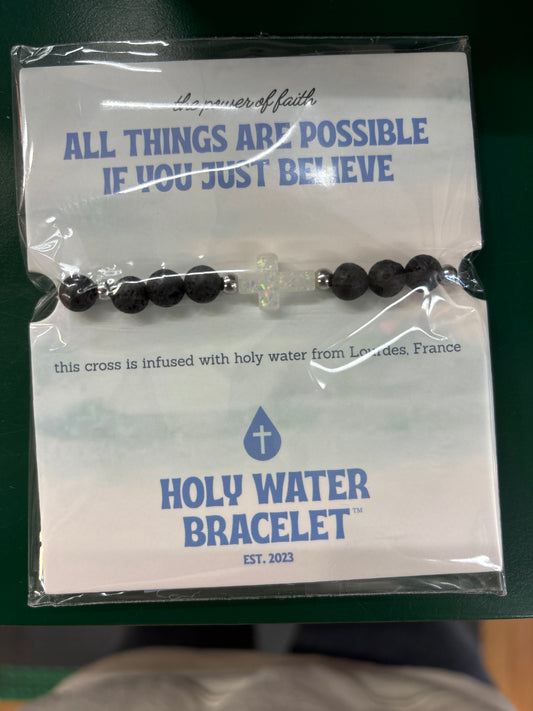 the power of faith
ALL THINGS ARE POSSIBLE
IF YOU JUST BELIEVE
this cross is infused with holy water from Lourdes, France
HOLY WATER
BRACELET™
EST. 2023